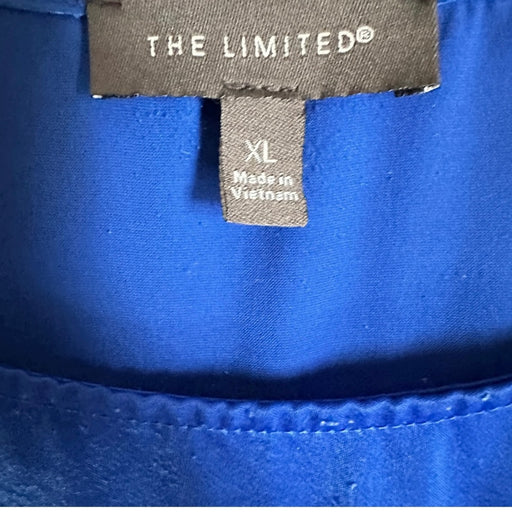 THE LIMITED®
XL
Made in
Vietnam